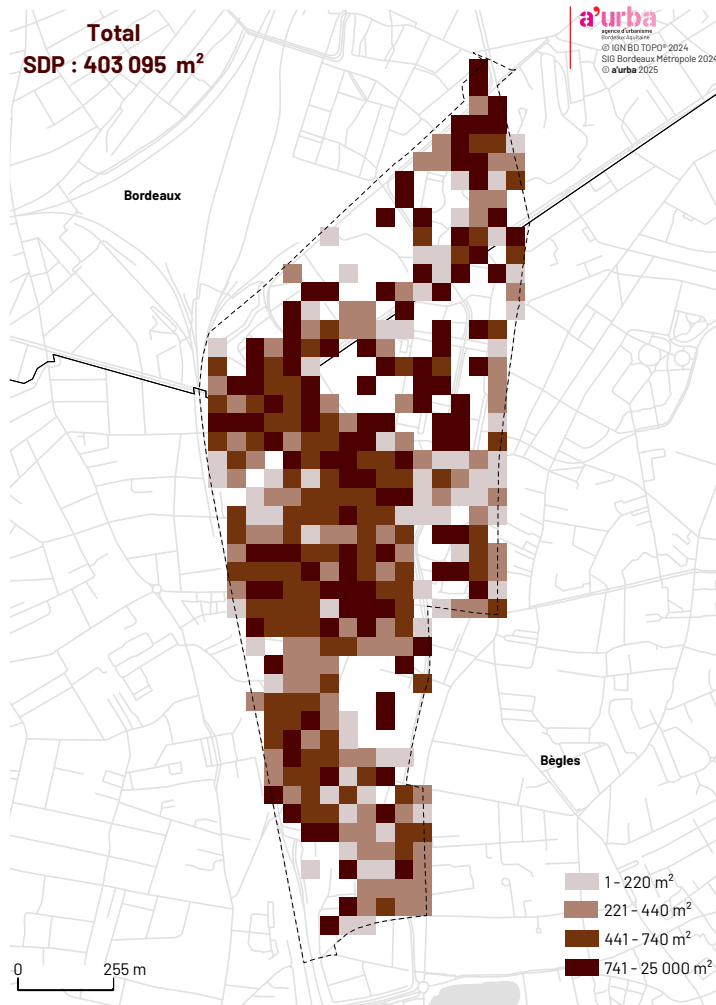 Total
SDP : 403 095 m²
a'urba
agence d'urbanisme
Bordeaux Aquitaine
© IGN BD TOPO® 2024
SIG Bordeaux Métropole 2024
© a'urba 2025
Bordeaux
Bègles
1 - 220 m²
221 - 440 m²
441 - 740 m²
741 - 25 000 m²
0 255 m